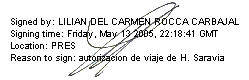 Signed by: LILIAN DEL CARMEN ROCCA CARBAJAL
Signing time: Friday, May 13 2005, 22:18:41 GMT
Location: PRES
Reason to sign: autorizacion de viaje de H. Saravia